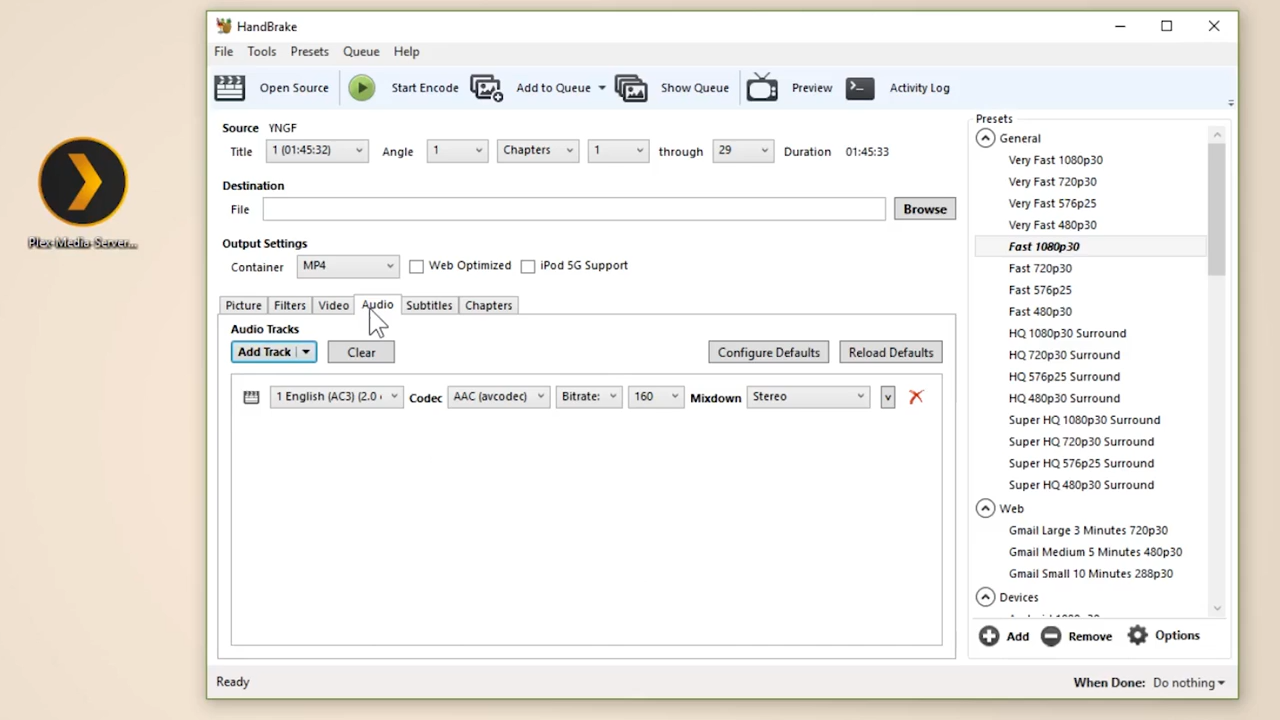 HandBrake
File Tools Presets Queue Help
Open Source Start Encode Add to Queue Show Queue Preview Activity Log
Source YNGF
Title 1 (01:45:32) Angle 1 Chapters 1 through 29 Duration 01:45:33
Destination
File Browse
Output Settings
Container MP4 Web Optimized iPod 5G Support
Picture Filters Video Audio Subtitles Chapters
Audio Tracks
Add Track Clear Configure Defaults Reload Defaults
1 English (AC3) (2.0 Codec AAC (avcodec) Bitrate: 160 Mixdown Stereo v
Presets
General
Very Fast 1080p30
Very Fast 720p30
Very Fast 576p25
Very Fast 480p30
Fast 1080p30
Fast 720p30
Fast 576p25
Fast 480p30
HQ 1080p30 Surround
HQ 720p30 Surround
HQ 576p25 Surround
HQ 480p30 Surround
Super HQ 1080p30 Surround
Super HQ 720p30 Surround
Super HQ 576p25 Surround
Super HQ 480p30 Surround
Web
Gmail Large 3 Minutes 720p30
Gmail Medium 5 Minutes 480p30
Gmail Small 10 Minutes 288p30
Devices
Add Remove Options
Ready When Done: Do nothing
Plex-Media-Server...